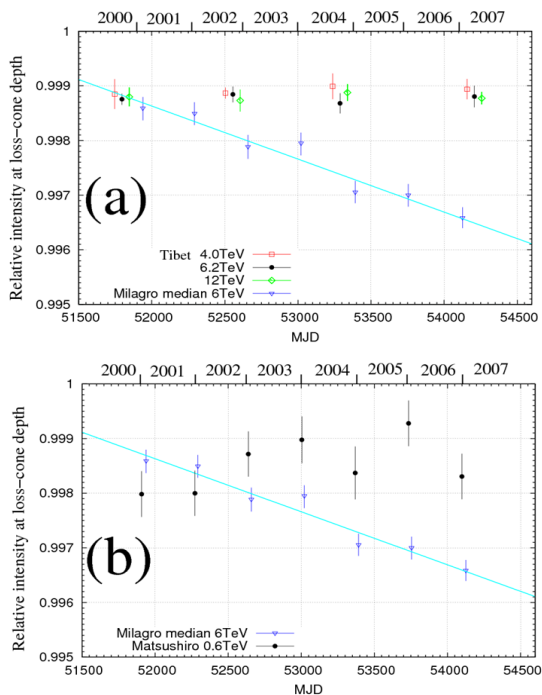 2000 2001 2002 2003 2004 2005 2006 2007
1
0.999
0.998
0.997
0.996
0.995
Relative intensity at loss-cone depth
(a)
Tibet 4.0TeV
6.2TeV
12TeV
Milagro median 6TeV
51500 52000 52500 53000 53500 54000 54500
MJD
2000 2001 2002 2003 2004 2005 2006 2007
1
0.999
0.998
0.997
0.996
0.995
Relative intensity at loss-cone depth
(b)
Milagro median 6TeV
Matsushiro 0.6TeV
51500 52000 52500 53000 53500 54000 54500
MJD